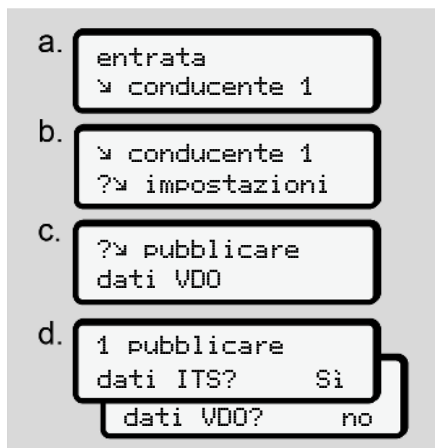 a.
entrata
↘ conducente 1
b.
↘ conducente 1
?↘ impostazioni
c.
?↘ pubblicare
dati VDO
d.
1 pubblicare
dati ITS? Sì
dati VDO? no